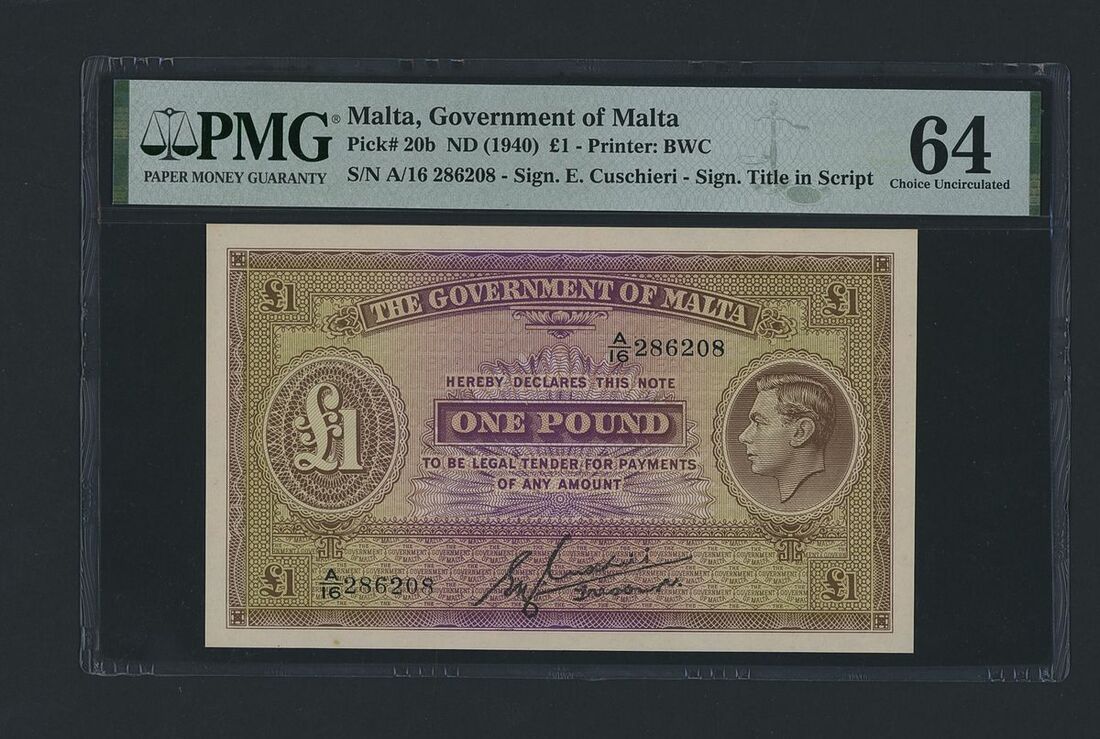 PMG®
PAPER MONEY GUARANTY
Malta, Government of Malta
Pick# 20b ND (1940) £1 - Printer: BWC
S/N A/16 286208 - Sign. E. Cuschieri - Sign. Title in Script
64
Choice Uncirculated
£1 £1
THE GOVERNMENT OF MALTA
A/16 286208
HEREBY DECLARES THIS NOTE
£1 ONE POUND
TO BE LEGAL TENDER FOR PAYMENTS
OF ANY AMOUNT
£1 A/16 286208 £1